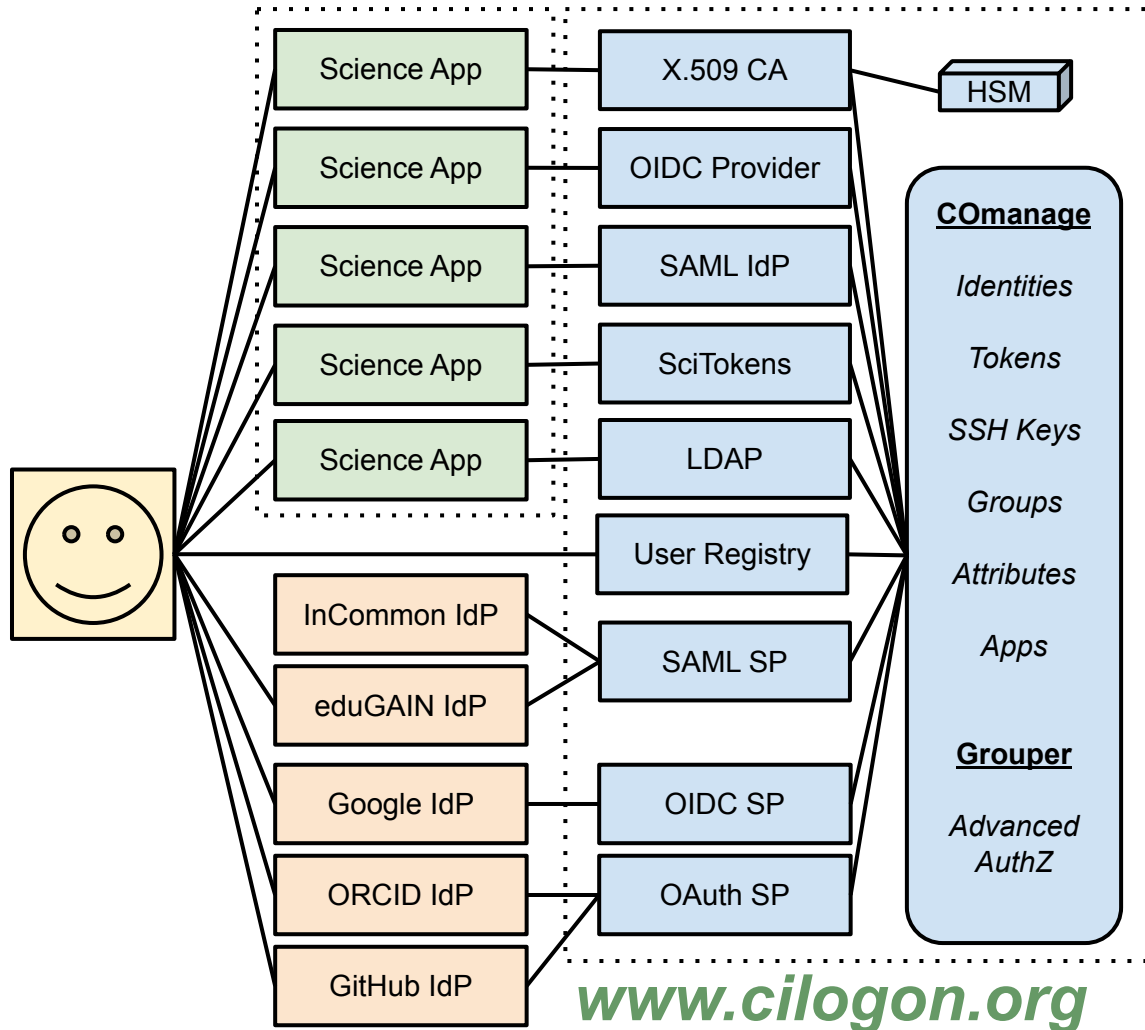 Science App
X.509 CA
HSM
Science App
OIDC Provider
Science App
SAML IdP
Science App
SciTokens
Science App
LDAP
User Registry
InCommon IdP
SAML SP
eduGAIN IdP
Google IdP
OIDC SP
ORCID IdP
OAuth SP
GitHub IdP
COmanage
Identities
Tokens
SSH Keys
Groups
Attributes
Apps
Grouper
Advanced
AuthZ
www.cilogon.org